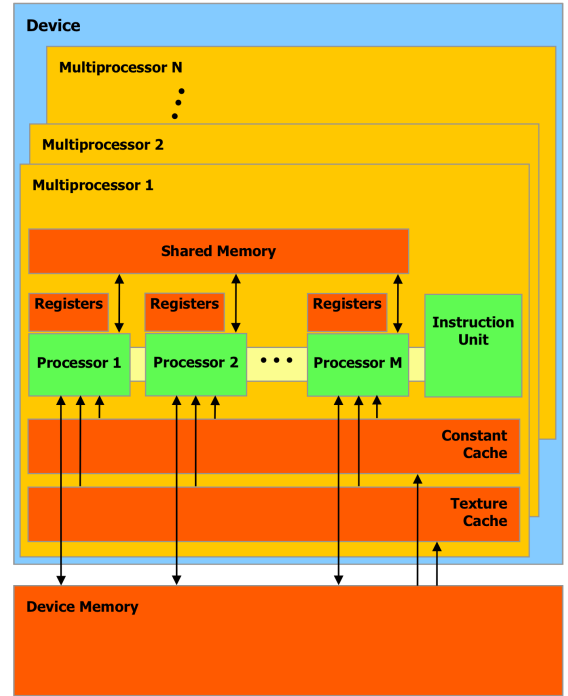 Device
Multiprocessor N
Multiprocessor 2
Multiprocessor 1
Shared Memory
Registers
Registers
Registers
Instruction
Unit
Processor 1
Processor 2
Processor M
Constant
Cache
Texture
Cache
Device Memory